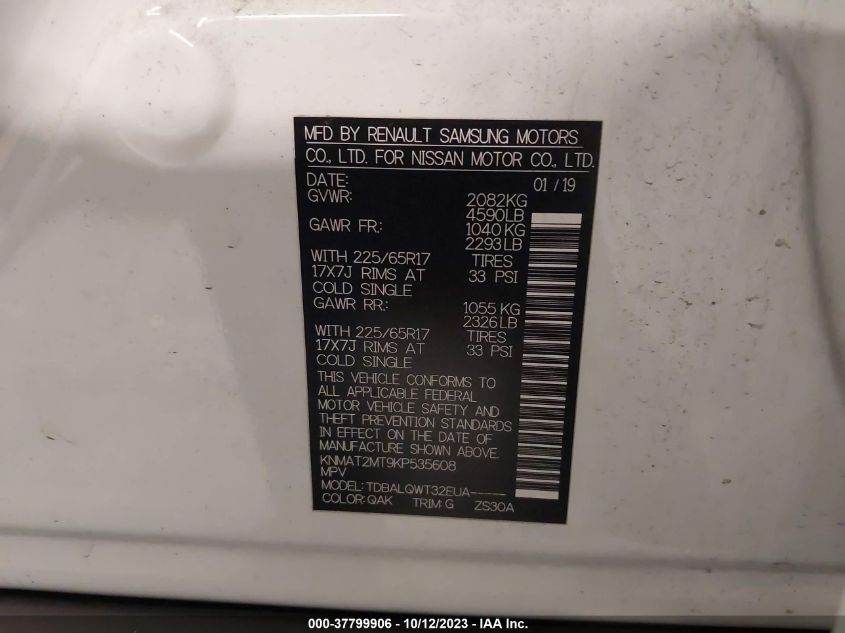 MFD BY RENAULT SAMSUNG MOTORS
CO., LTD. FOR NISSAN MOTOR CO., LTD.
DATE: 01 / 19
GVWR: 2082KG
4590LB
GAWR FR.: 1040 KG
2293LB
WITH 225/65R17 TIRES
17X7J RIMS AT 33 PSI
COLD SINGLE
GAWR RR.: 1055 KG
2326LB
WITH 225/65R17 TIRES
17X7J RIMS AT 33 PSI
COLD SINGLE
THIS VEHICLE CONFORMS TO
ALL APPLICABLE FEDERAL
MOTOR VEHICLE SAFETY AND
THEFT PREVENTION STANDARDS
IN EFFECT ON THE DATE OF
MANUFACTURE SHOWN ABOVE.
KNMAT2MT9KP535608
MPV
MODEL: TDBALQWT32EUA-----
COLOR: QAK TRIM: G ZS30A
000-37799906 - 10/12/2023 - IAA Inc.